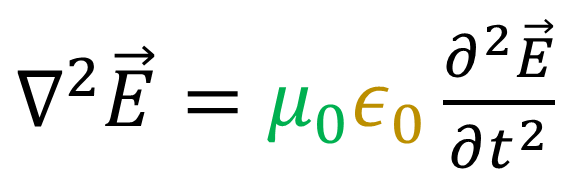 ∇²E⃗ = μ₀ϵ₀ ∂²E⃗/∂t²